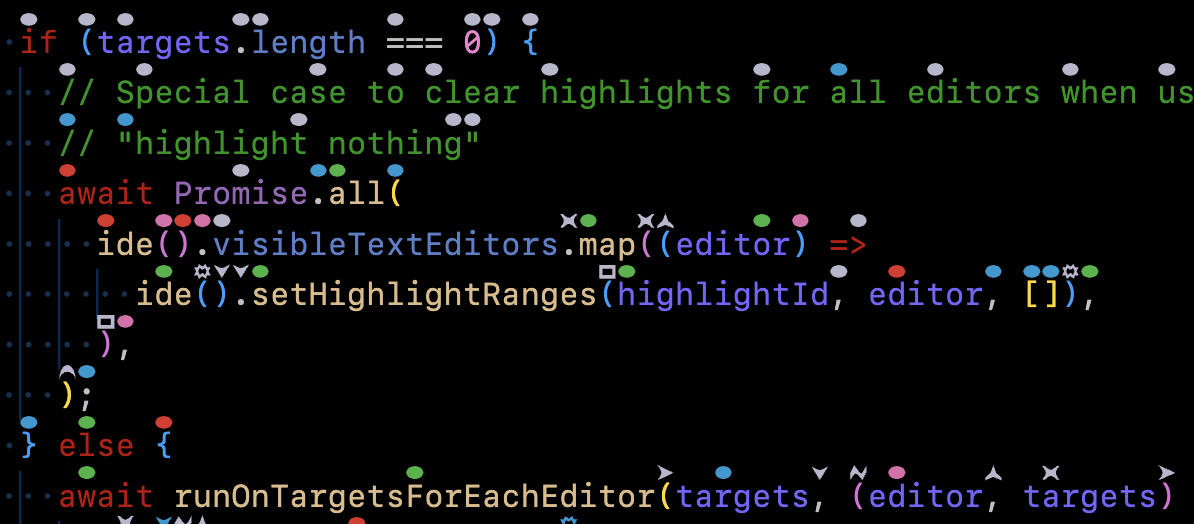 if (targets.length === 0) {
// Special case to clear highlights for all editors when us
// "highlight nothing"
await Promise.all(
ide().visibleTextEditors.map((editor) =>
ide().setHighlightRanges(highlightId, editor, []),
),
);
} else {
await runOnTargetsForEachEditor(targets, (editor, targets)